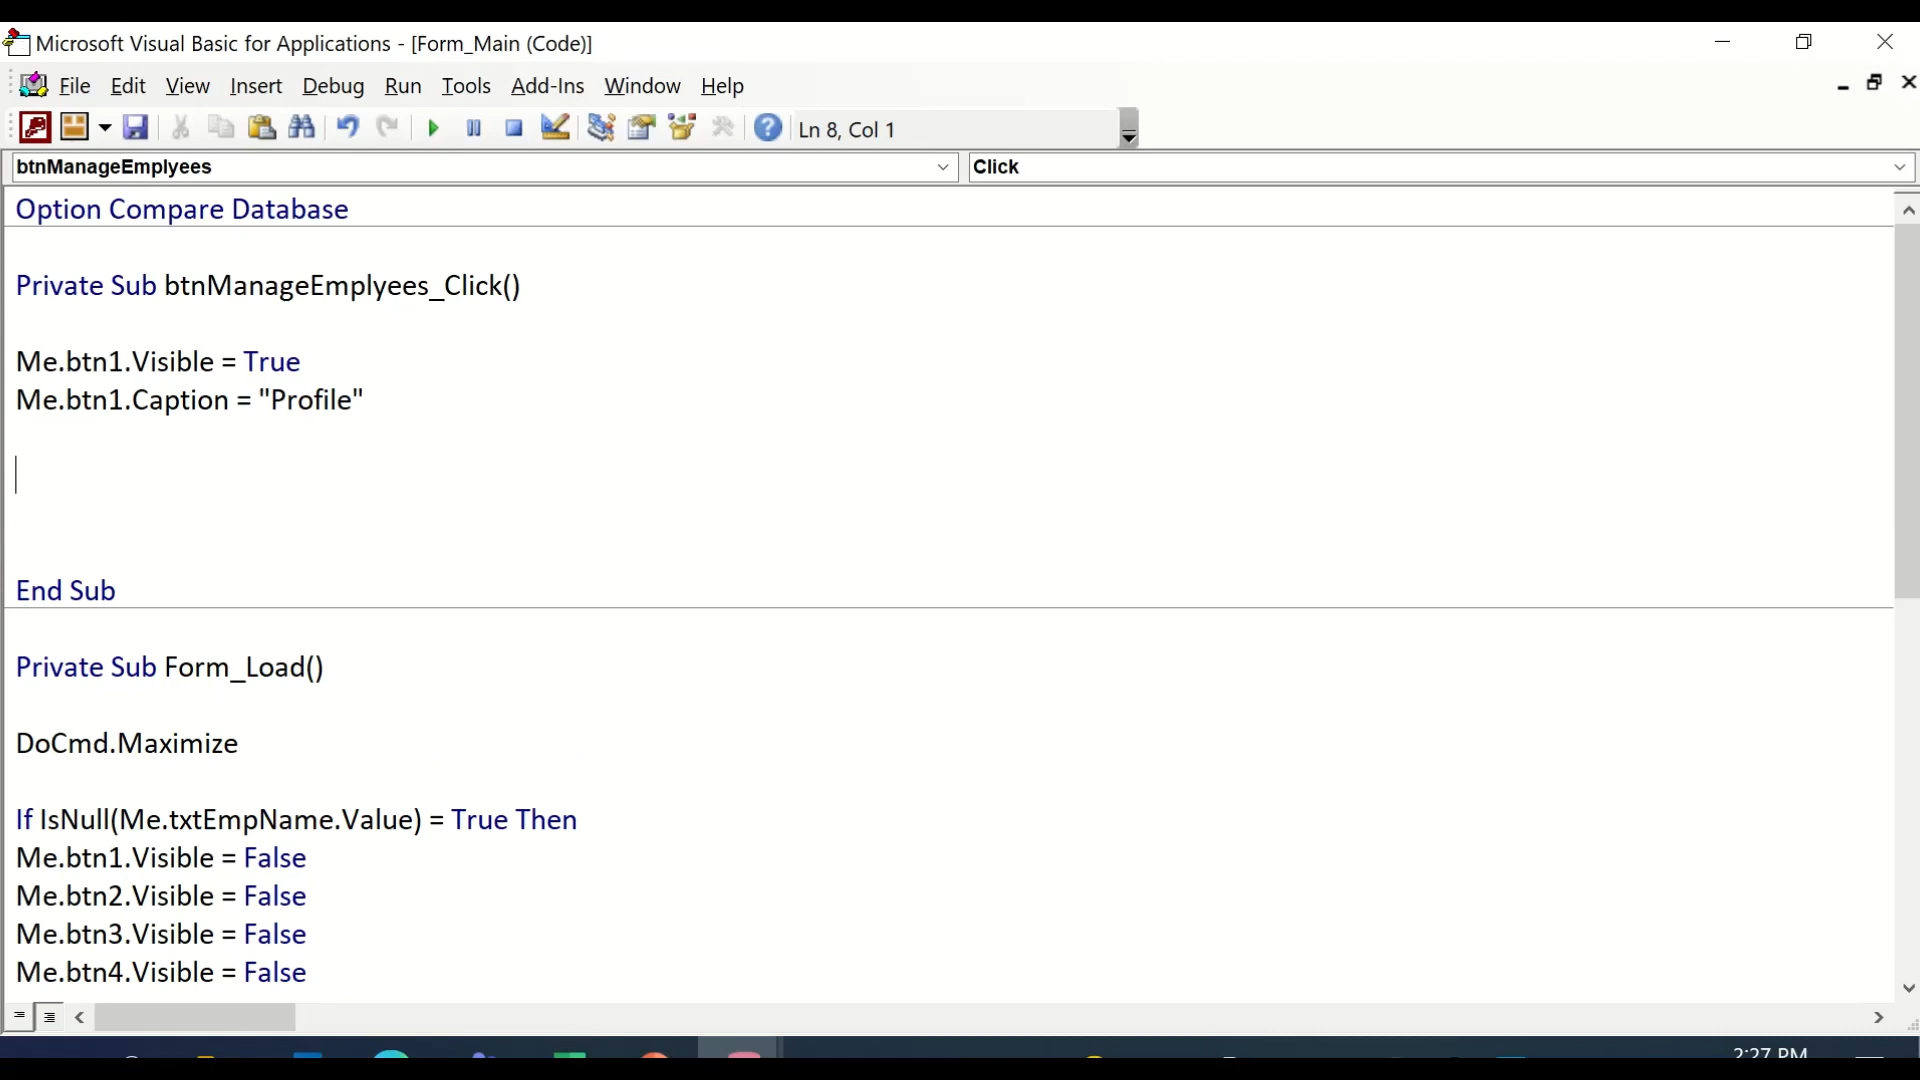 Microsoft Visual Basic for Applications - [Form_Main (Code)]
File Edit View Insert Debug Run Tools Add-Ins Window Help
Ln 8, Col 1
btnManageEmplyees Click
Option Compare Database
Private Sub btnManageEmplyees_Click()
Me.btn1.Visible = True
Me.btn1.Caption = "Profile"
End Sub
Private Sub Form_Load()
DoCmd.Maximize
If IsNull(Me.txtEmpName.Value) = True Then
Me.btn1.Visible = False
Me.btn2.Visible = False
Me.btn3.Visible = False
Me.btn4.Visible = False
2:27 PM